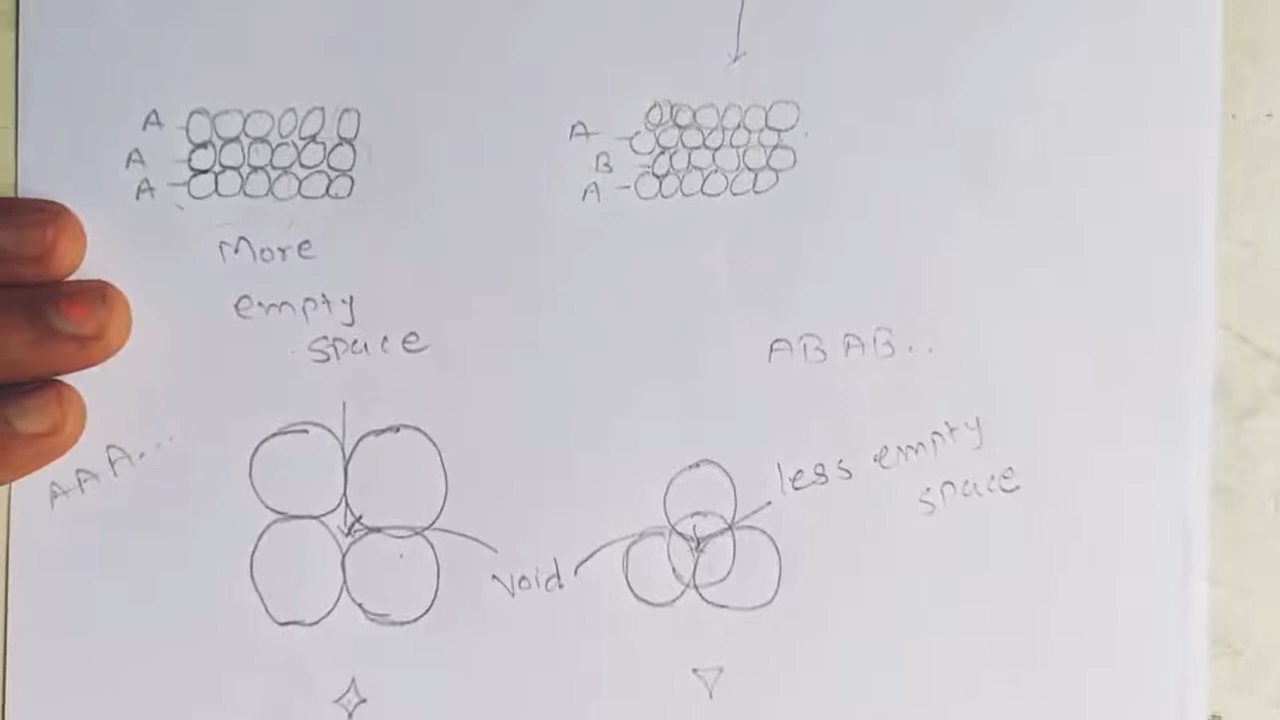 A
A
A
More
empty
space
AAA...
A
B
A
ABAB..
less empty
space
void